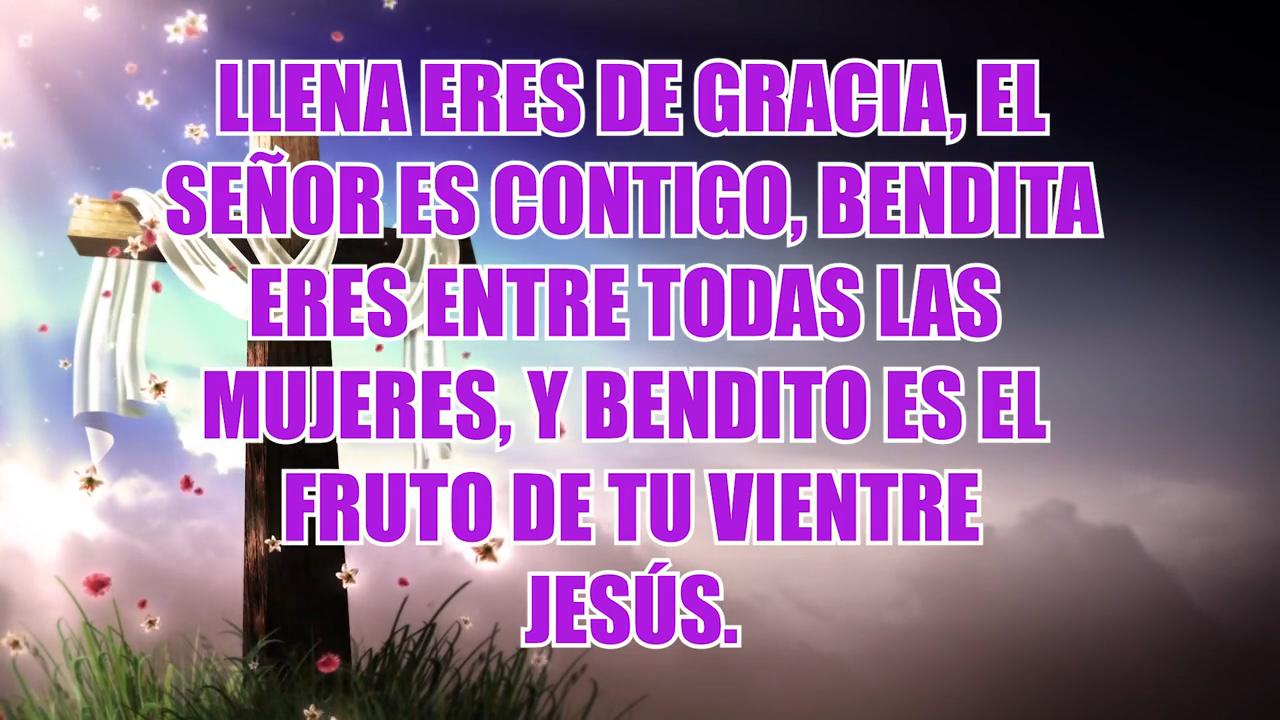 LLENA ERES DE GRACIA, EL
SEÑOR ES CONTIGO, BENDITA
ERES ENTRE TODAS LAS
MUJERES, Y BENDITO ES EL
FRUTO DE TU VIENTRE
JESÚS.